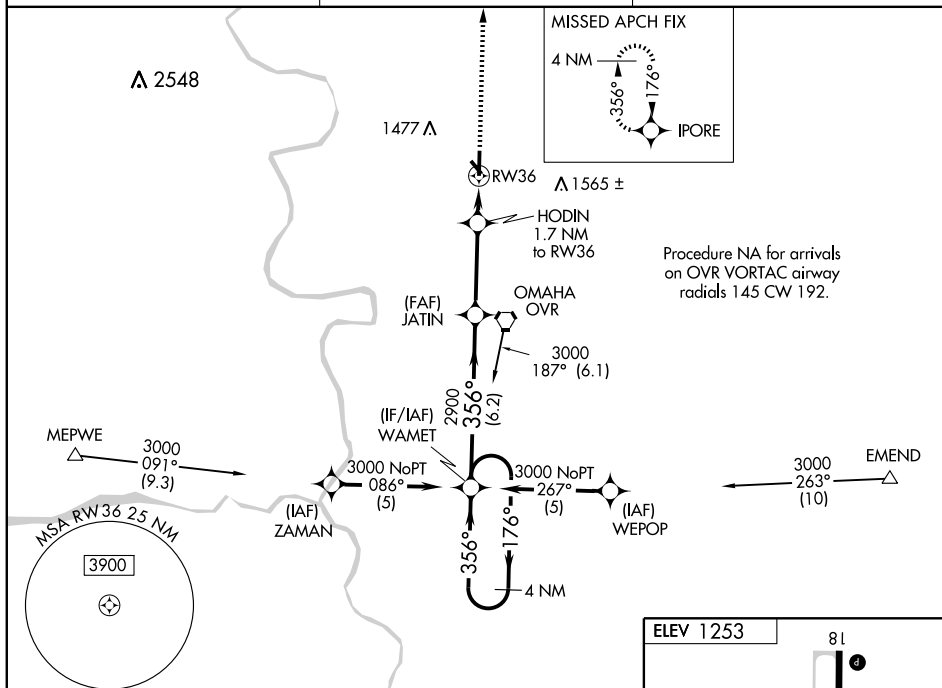 MISSED APCH FIX
4 NM
356°
176°
IPORE
2548
1477
RW36
1565 ±
HODIN
1.7 NM
to RW36
Procedure NA for arrivals
on OVR VORTAC airway
radials 145 CW 192.
(FAF)
JATIN
OMAHA
OVR
3000
187° (6.1)
2900
356°
(6.2)
(IF/IAF)
WAMET
MEPWE
3000
091°
(9.3)
3000 NoPT
086°
(5)
3000 NoPT
267°
(5)
3000
263°
(10)
EMEND
(IAF)
ZAMAN
(IAF)
WEPOP
356°
176°
4 NM
MSA RW36 25 NM
3900
ELEV 1253
18
P